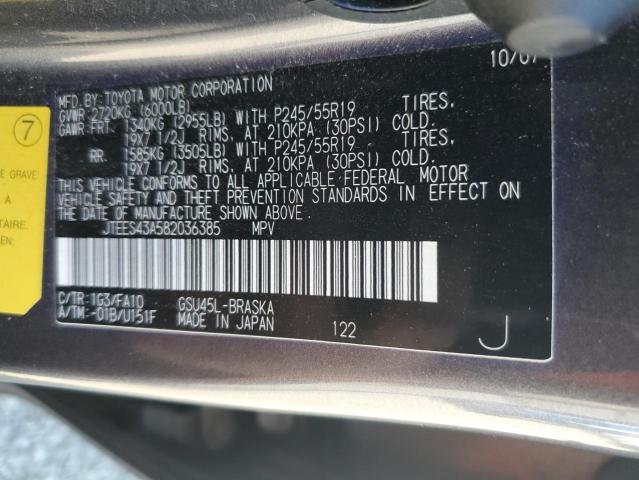 10/07
MFD.BY:TOYOTA MOTOR CORPORATION
GVWR 2720KG (6000LB)
GAWR FRT 1340KG (2955LB) WITH P245/55R19 TIRES,
19X7 1/2J RIMS, AT 210KPA (30PSI) COLD.
RR. 1585KG (3505LB) WITH P245/55R19 TIRES,
19X7 1/2J RIMS, AT 210KPA (30PSI) COLD.
THIS VEHICLE CONFORMS TO ALL APPLICABLE FEDERAL MOTOR
VEHICLE SAFETY AND THEFT PREVENTION STANDARDS IN EFFECT ON
THE DATE OF MANUFACTURE SHOWN ABOVE.
JTEES43A582036385 MPV
C/TR:1G3/FA10 GSU45L-BRASKA
A/TM:-01B/U151F MADE IN JAPAN 122
J
7
E GRAVE
À
TAIRE.
EN: